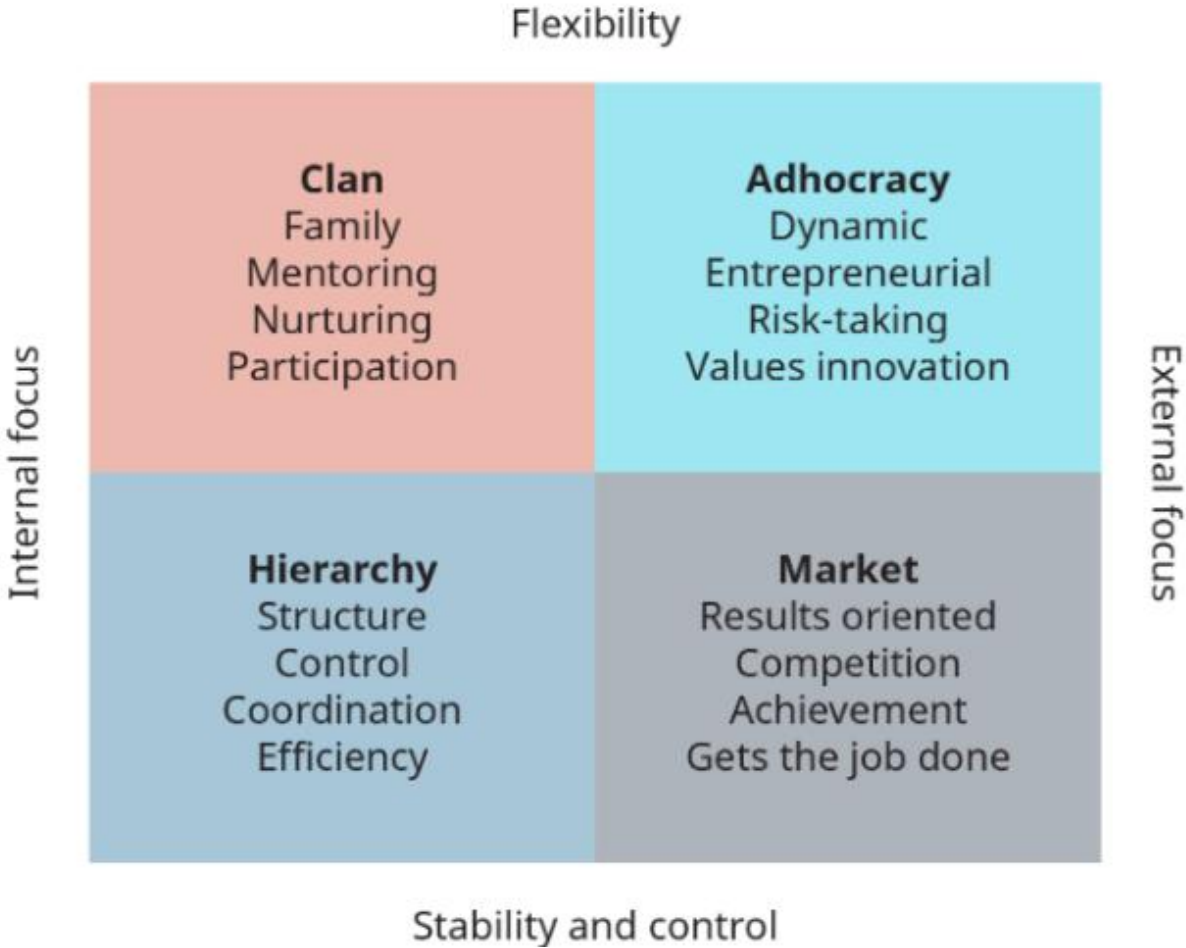 Flexibility
Clan
Family
Mentoring
Nurturing
Participation
Adhocracy
Dynamic
Entrepreneurial
Risk-taking
Values innovation
Internal focus
External focus
Hierarchy
Structure
Control
Coordination
Efficiency
Market
Results oriented
Competition
Achievement
Gets the job done
Stability and control